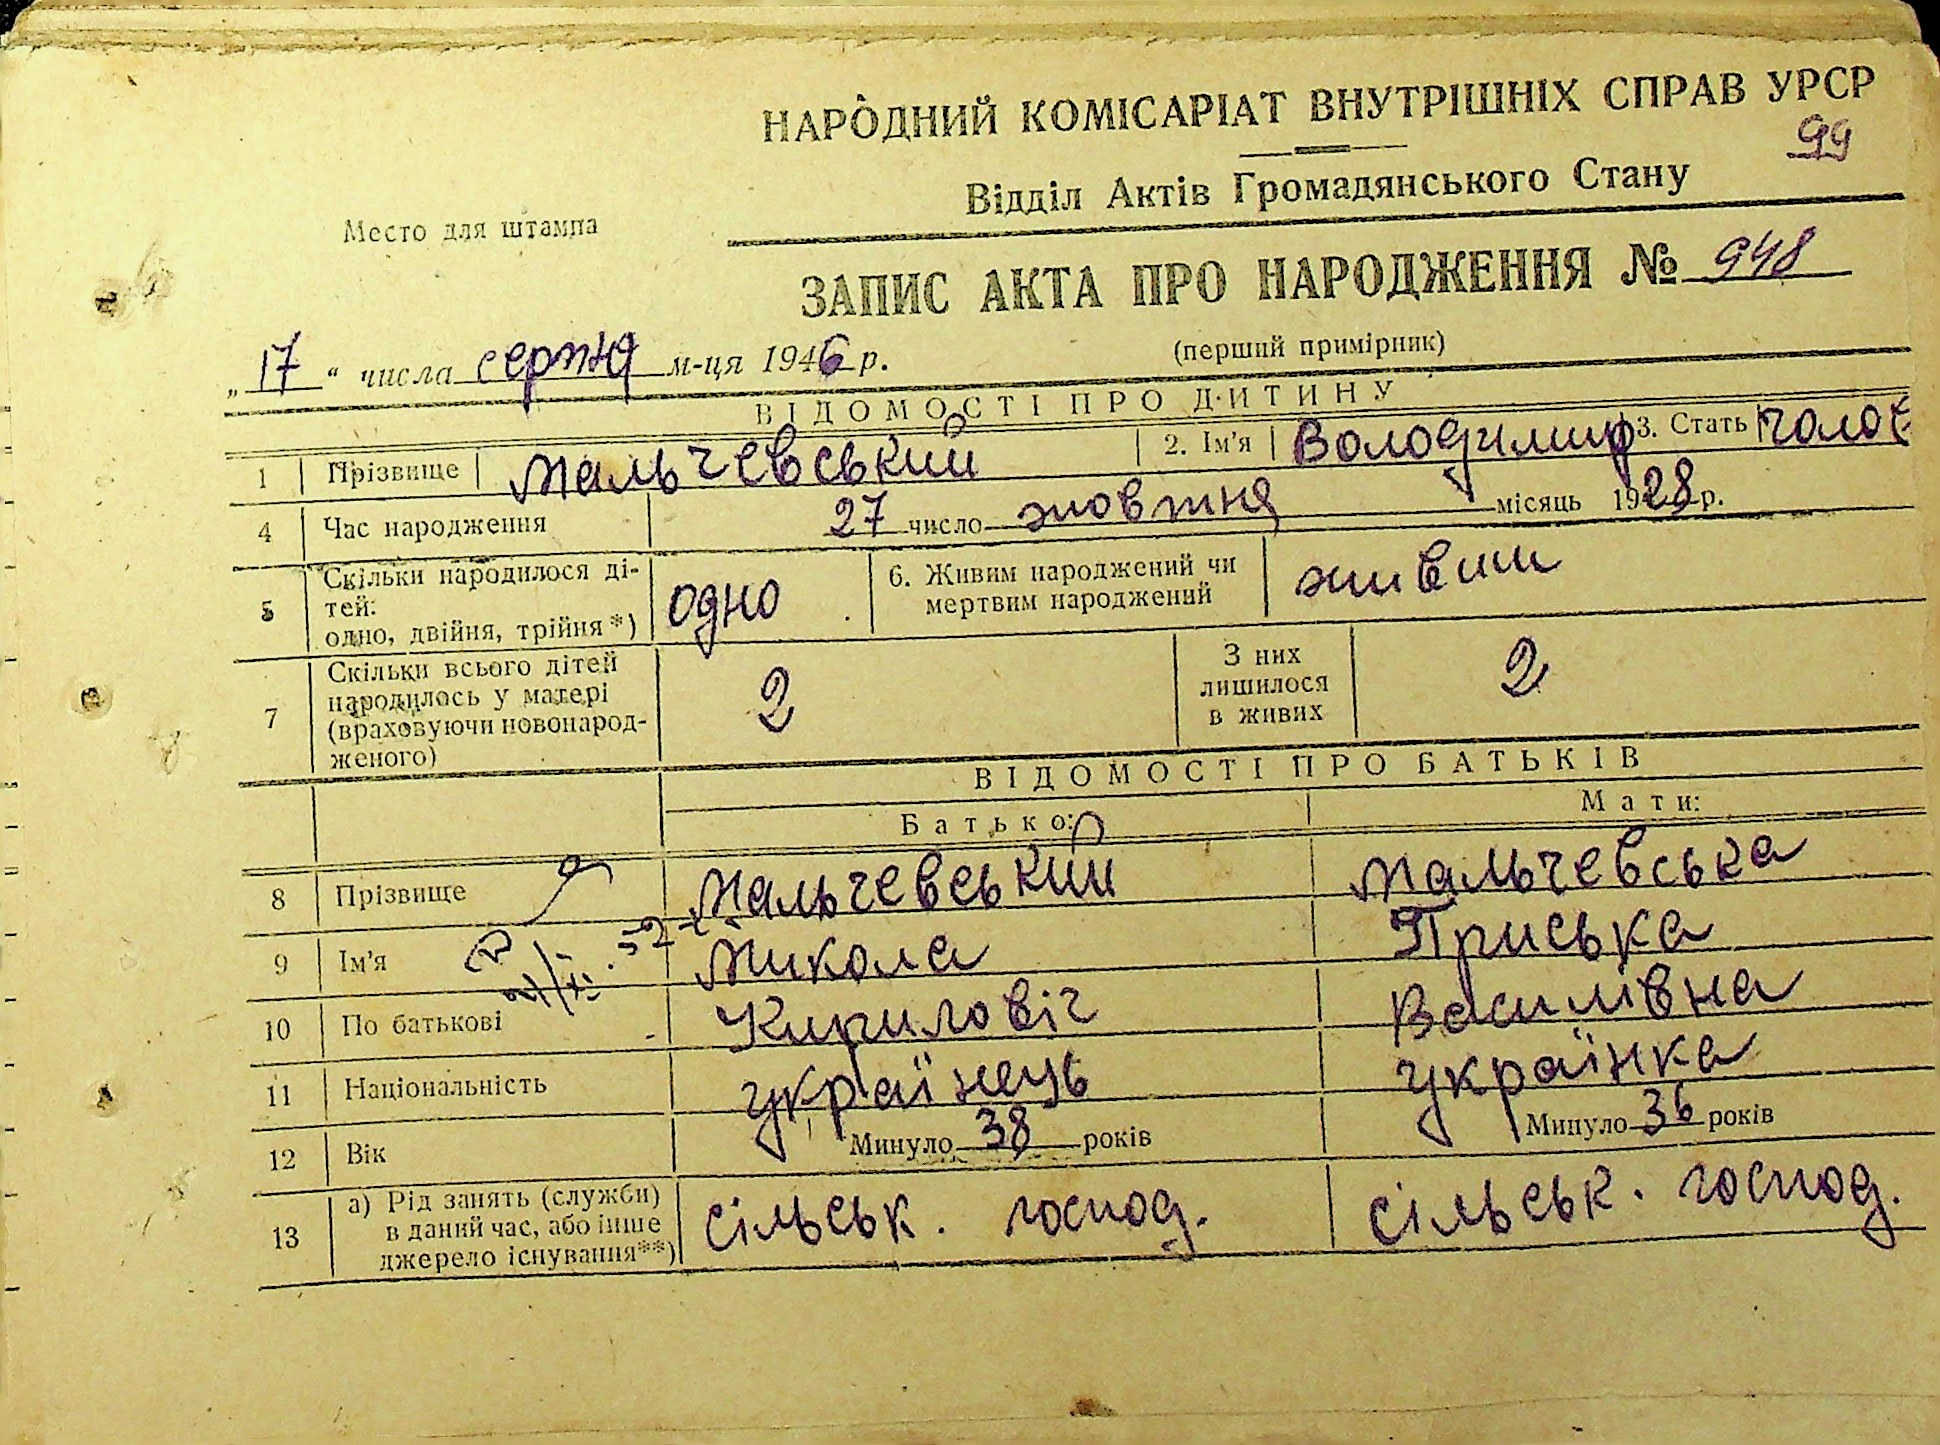 НАРОДНИЙ КОМІСАРІАТ ВНУТРІШНІХ СПРАВ УРСР
99
Відділ Актів Громадянського Стану
Место для штампа
ЗАПИС АКТА ПРО НАРОДЖЕННЯ № 948
„17“ числа серпня м-ця 1946 р. (перший примірник)
ВІДОМОСТІ ПРО ДИТИНУ
1 Прізвище Мальчевський 2. Ім'я Володимир 3. Стать чолов
4 Час народження 27 число жовтня місяць 1928 р.
5 Скільки народилося ді-
тей:
одно, двійня, трійня*) одно 6. Живим народжений чи
мертвим народжений живим
7 Скільки всього дітей
народилось у матері
(враховуючи новонарод-
женого) 2 З них
лишилося
в живих 2
ВІДОМОСТІ ПРО БАТЬКІВ
Батько: Мати:
8 Прізвище Мальчевський Мальчевська
9 Ім'я Микола Приська
10 По батькові Кирилович Василівна
11 Національність українець українка
12 Вік Минуло 38 років Минуло 36 років
13 а) Рід занять (служби)
в даний час, або інше
джерело існування**) сільськ. господ. сільськ. господ.